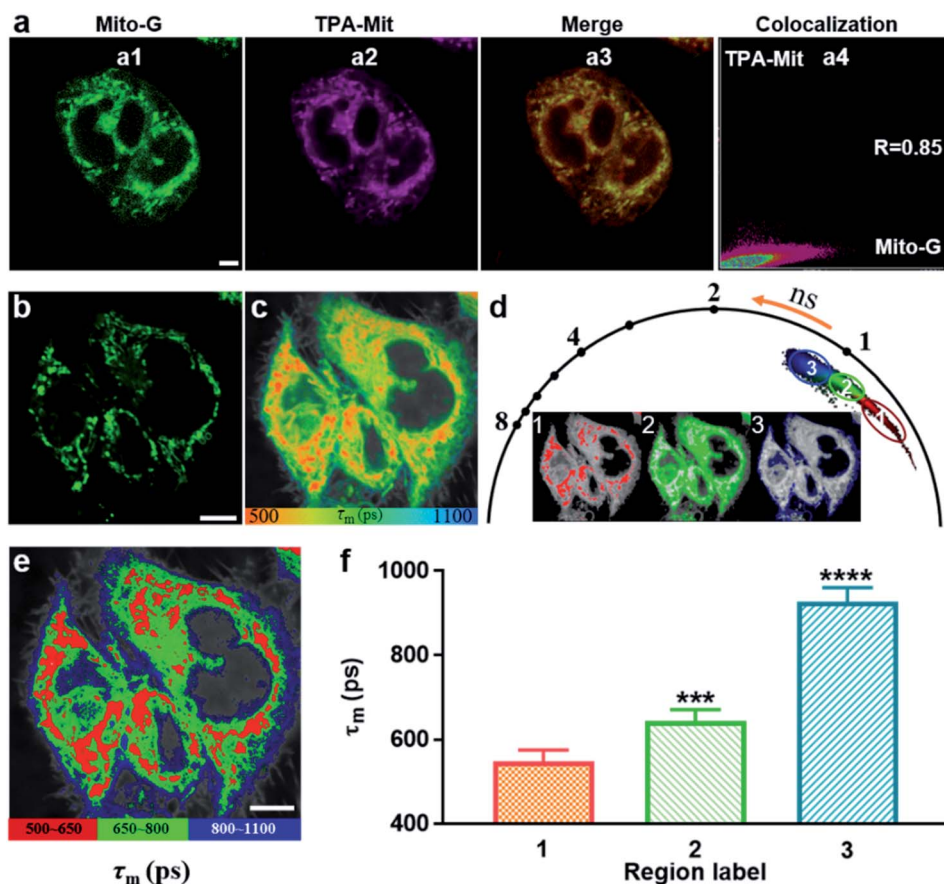 a Mito-G TPA-Mit Merge Colocalization
a1 a2 a3 TPA-Mit a4
R=0.85
Mito-G
b c d
2 ns
4 1
8
3
2
1
1 2 3
500 τm (ps) 1100
e f
1000
800
600
400
τm (ps)
*** ****
1 2 3
Region label
500~650 650~800 800~1100
τm (ps)